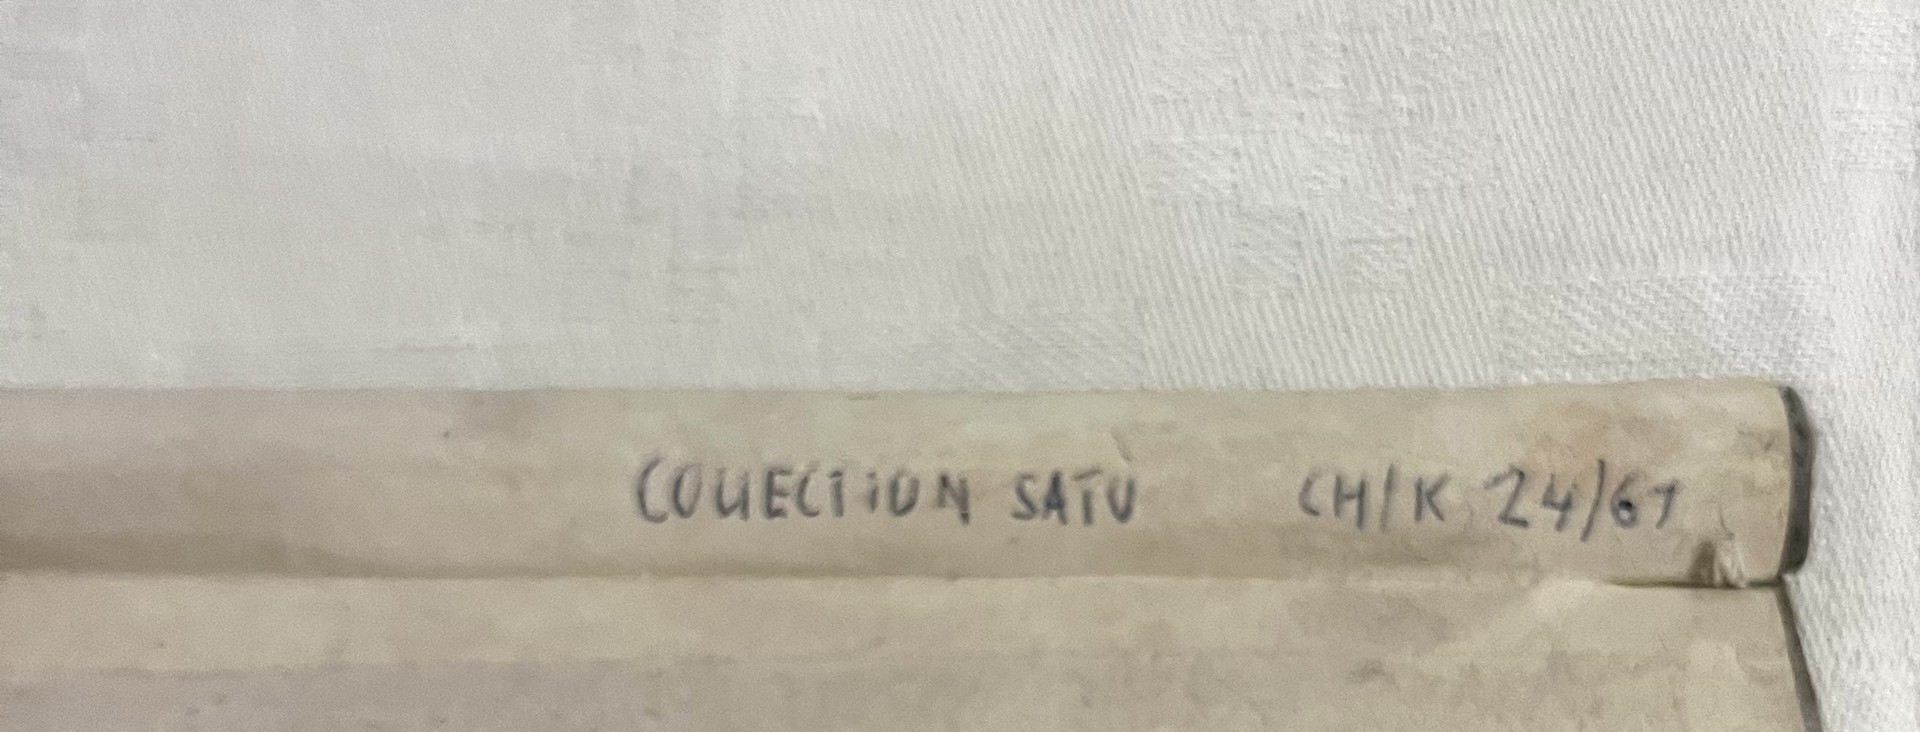 COLLECTION SATU CH/K 24/67